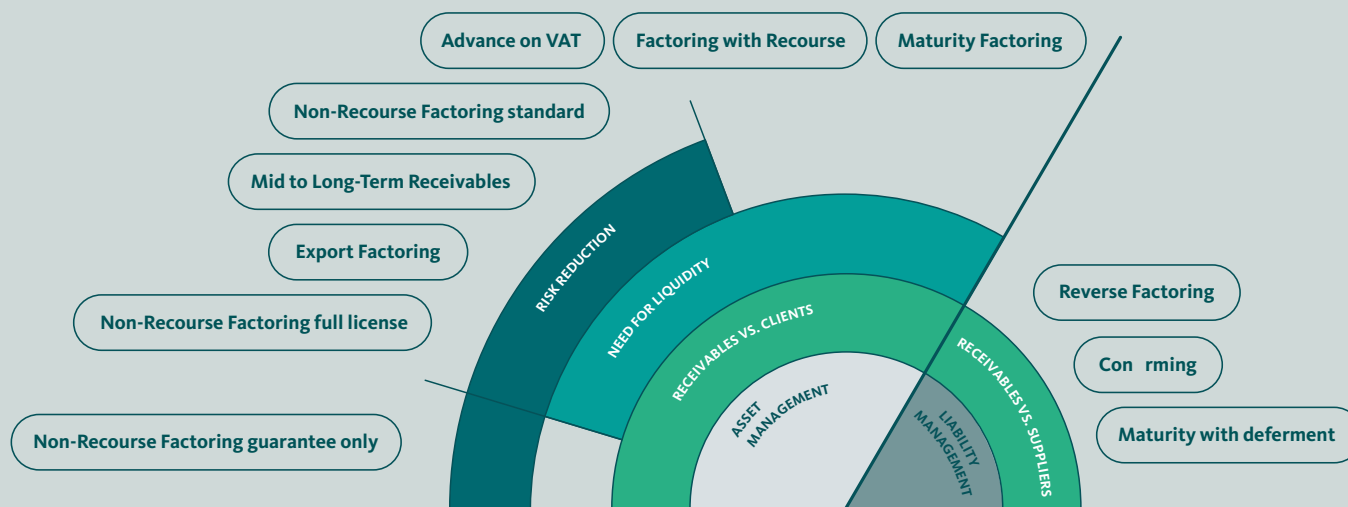 Advance on VAT
Factoring with Recourse
Maturity Factoring
Non-Recourse Factoring standard
Mid to Long-Term Receivables
Export Factoring
Non-Recourse Factoring full license
Non-Recourse Factoring guarantee only
RISK REDUCTION
NEED FOR LIQUIDITY
RECEIVABLES VS. CLIENTS
ASSET
MANAGEMENT
LIABILITY
MANAGEMENT
RECEIVABLES VS. SUPPLIERS
Reverse Factoring
Con rming
Maturity with deferment